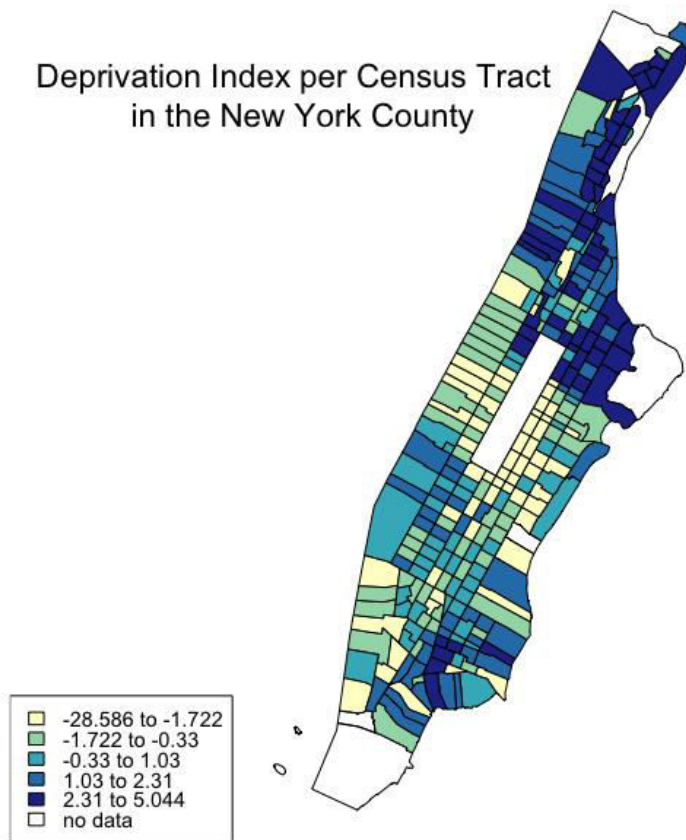 Deprivation Index per Census Tract
in the New York County
-28.586 to -1.722
-1.722 to -0.33
-0.33 to 1.03
1.03 to 2.31
2.31 to 5.044
no data